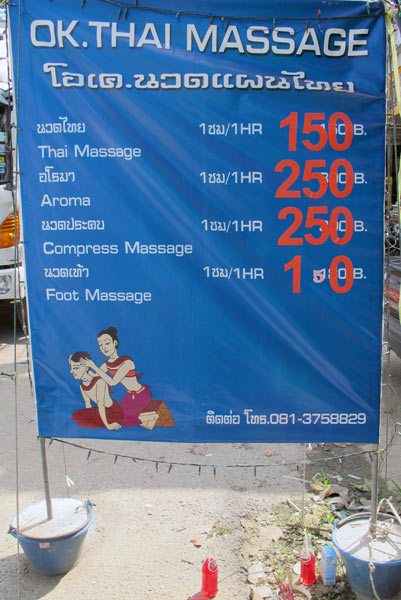 OK.THAI MASSAGE
โอเค.นวดแผนไทย
นวดไทย 1ชม/1HR 150 B.
Thai Massage
อโรมา 1ชม/1HR 250 B.
Aroma
นวดประคบ 1ชม/1HR 250 B.
Compress Massage
นวดเท้า 1ชม/1HR 150 B.
Foot Massage
ติดต่อ โทร.081-3758829